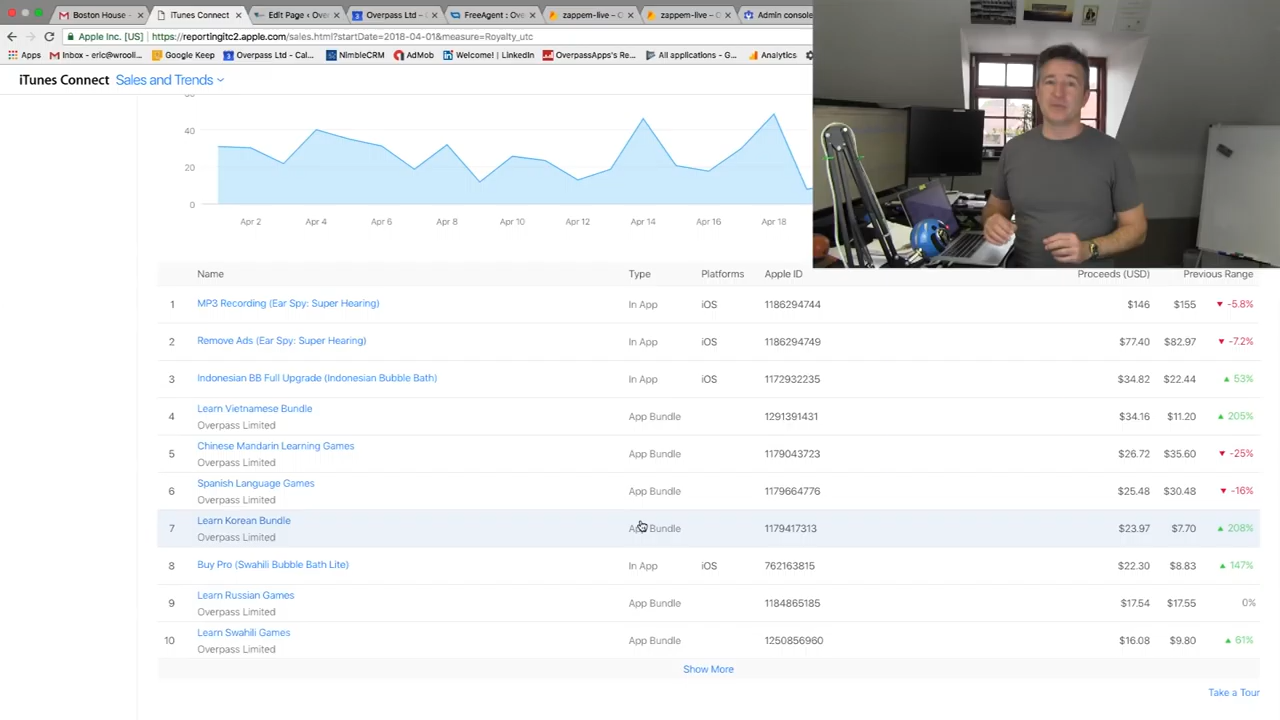 Boston House -
iTunes Connect
Edit Page ‹ Ove
Overpass Ltd - C
FreeAgent : Ove
zappem-live – C
zappem-live – C
Admin console
Apple Inc. [US] | https://reportingitc2.apple.com/sales.html?startDate=2018-04-01&measure=Royalty_utc
Apps
Inbox - eric@wrooli...
Google Keep
Overpass Ltd - Cal...
NimbleCRM
AdMob
Welcome! | LinkedIn
OverpassApps's Re...
All applications - G...
Analytics
iTunes Connect Sales and Trends
60
40
20
0
Apr 2 Apr 4 Apr 6 Apr 8 Apr 10 Apr 12 Apr 14 Apr 16 Apr 18
Name Type Platforms Apple ID Proceeds (USD) Previous Range
1 MP3 Recording (Ear Spy: Super Hearing) In App iOS 1186294744 $146 $155 -5.8%
2 Remove Ads (Ear Spy: Super Hearing) In App iOS 1186294749 $77.40 $82.97 -7.2%
3 Indonesian BB Full Upgrade (Indonesian Bubble Bath) In App iOS 1172932235 $34.82 $22.44 53%
4 Learn Vietnamese Bundle App Bundle 1291391431 $34.16 $11.20 205%
Overpass Limited
5 Chinese Mandarin Learning Games App Bundle 1179043723 $26.72 $35.60 -25%
Overpass Limited
6 Spanish Language Games App Bundle 1179664776 $25.48 $30.48 -16%
Overpass Limited
7 Learn Korean Bundle App Bundle 1179417313 $23.97 $7.70 208%
Overpass Limited
8 Buy Pro (Swahili Bubble Bath Lite) In App iOS 762163815 $22.30 $8.83 147%
9 Learn Russian Games App Bundle 1184865185 $17.54 $17.55 0%
Overpass Limited
10 Learn Swahili Games App Bundle 1250856960 $16.08 $9.80 61%
Overpass Limited
Show More
Take a Tour